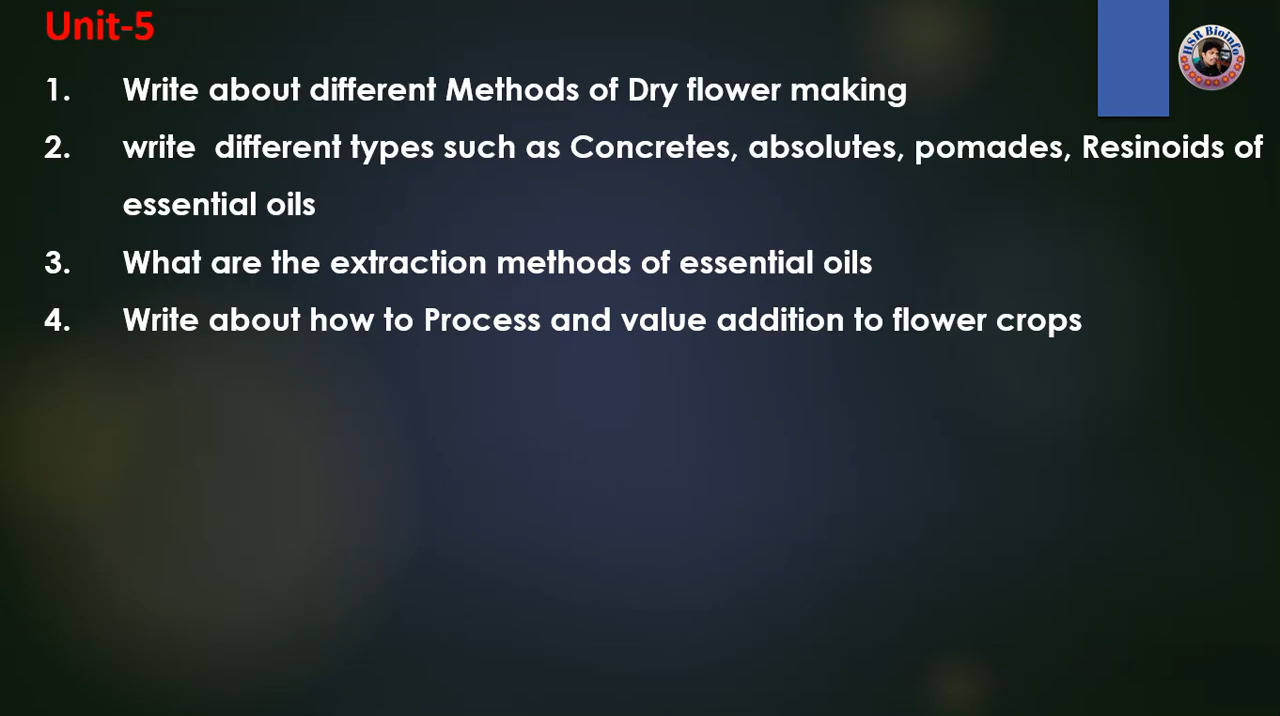 Unit-5
HSR Bioinfo
1. Write about different Methods of Dry flower making
2. write different types such as Concretes, absolutes, pomades, Resinoids of
essential oils
3. What are the extraction methods of essential oils
4. Write about how to Process and value addition to flower crops